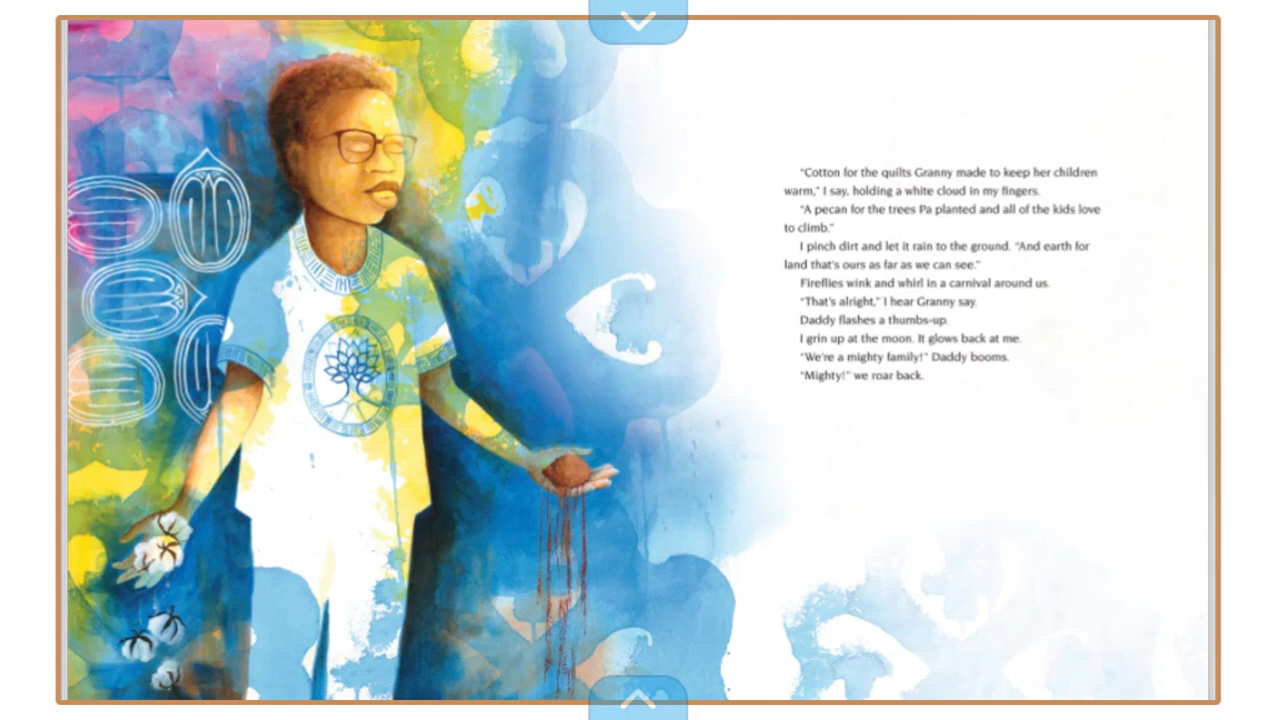 "Cotton for the quilts Granny made to keep her children
warm," I say, holding a white cloud in my fingers.
"A pecan for the trees Pa planted and all of the kids love
to climb."
I pinch dirt and let it rain to the ground. "And earth for
land that's ours as far as we can see."
Fireflies wink and whirl in a carnival around us.
"That's alright," I hear Granny say.
Daddy flashes a thumbs-up.
I grin up at the moon. It glows back at me.
"We're a mighty family!" Daddy booms.
"Mighty!" we roar back.